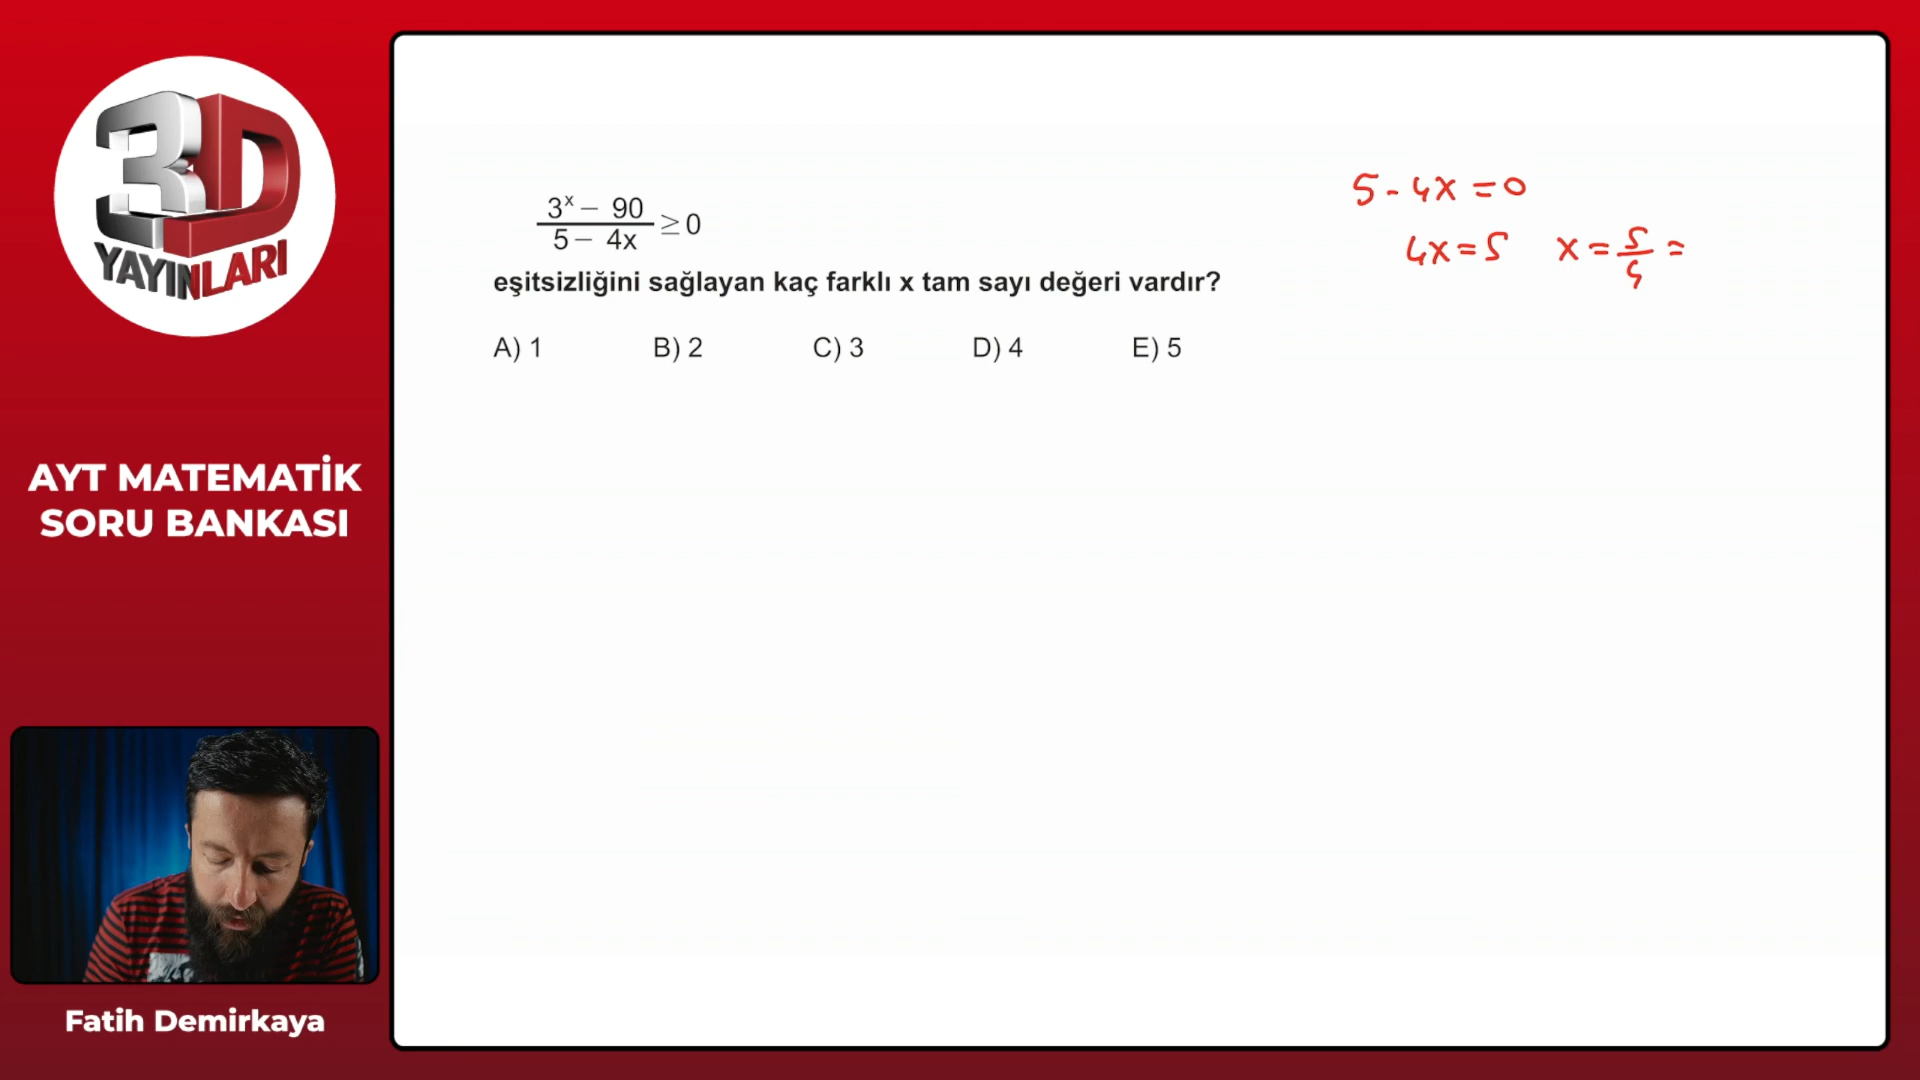 3D
YAYINLARI
AYT MATEMATİK
SORU BANKASI
Fatih Demirkaya
3ˣ – 90
5 – 4x
≥ 0
eşitsizliğini sağlayan kaç farklı x tam sayı değeri vardır?
A) 1 B) 2 C) 3 D) 4 E) 5
5 - 4x = 0
4x = 5 x = 5/4 =